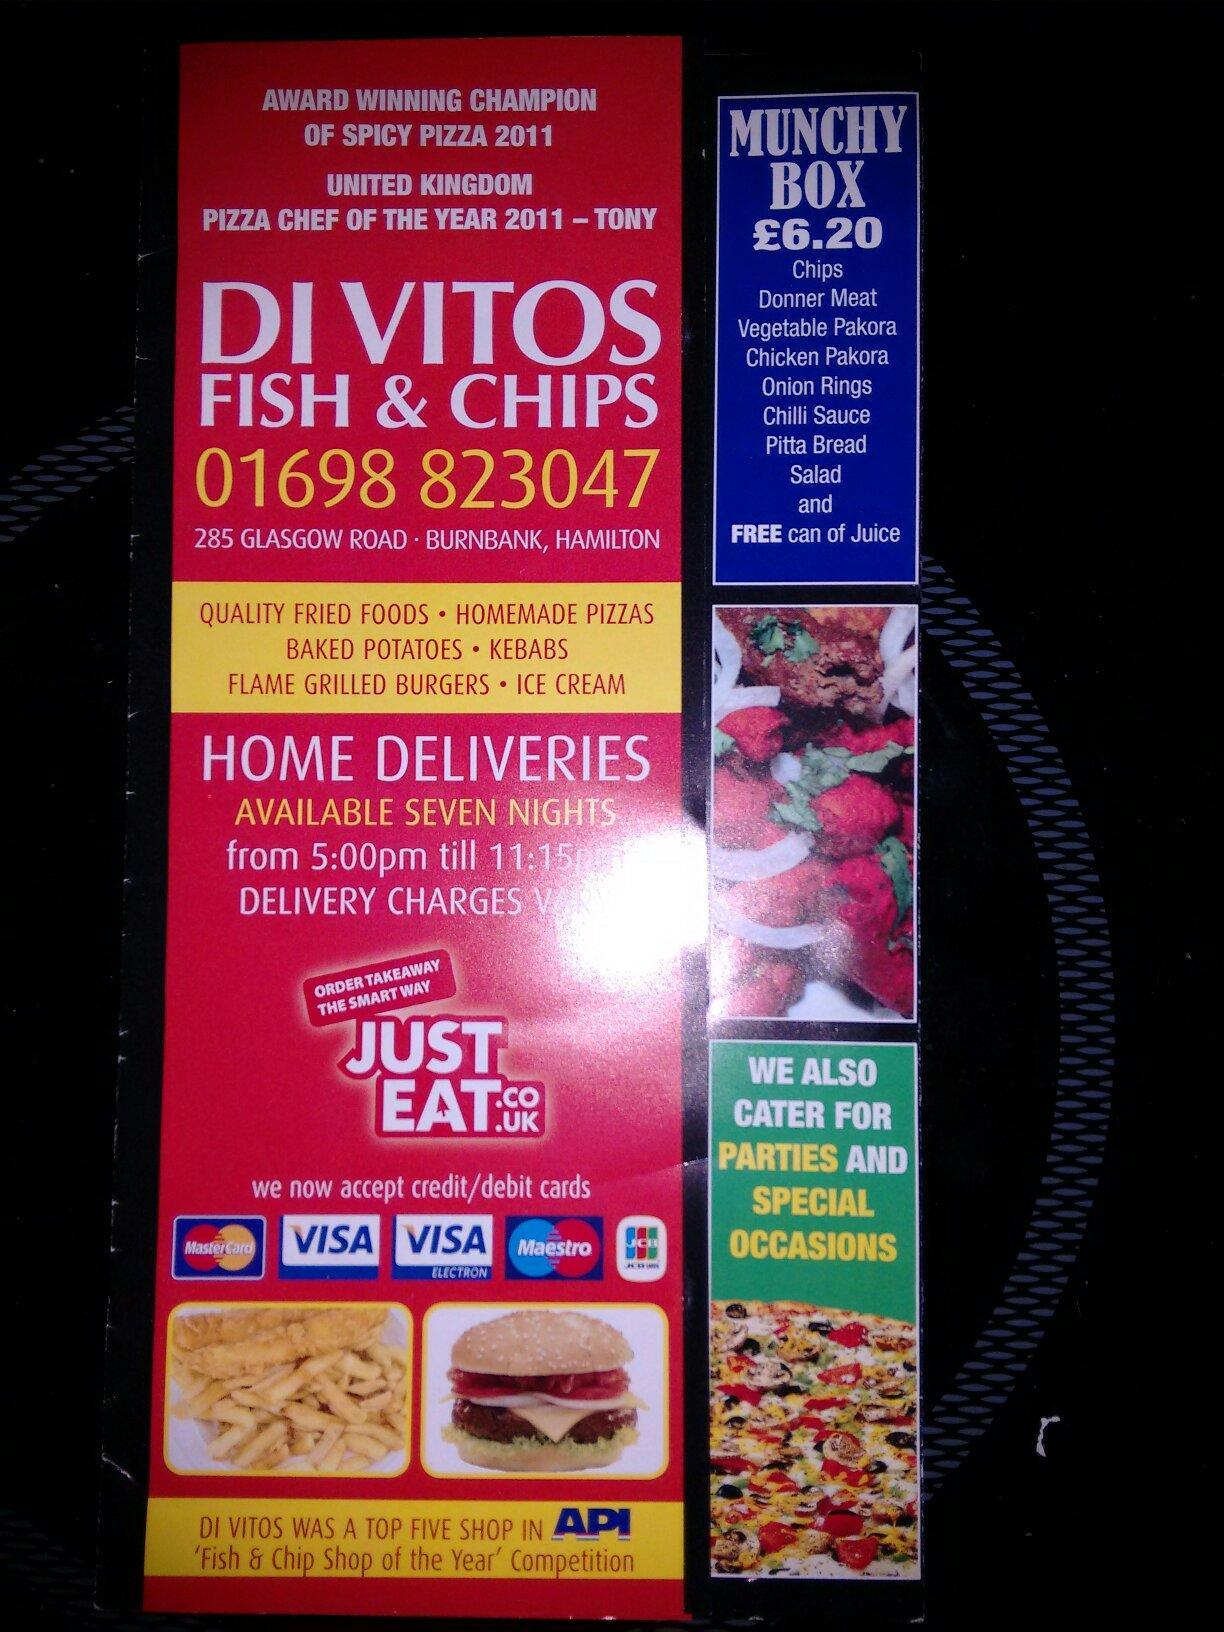 AWARD WINNING CHAMPION
OF SPICY PIZZA 2011
UNITED KINGDOM
PIZZA CHEF OF THE YEAR 2011 – TONY
DI VITOS
FISH & CHIPS
01698 823047
285 GLASGOW ROAD · BURNBANK, HAMILTON
QUALITY FRIED FOODS • HOMEMADE PIZZAS
BAKED POTATOES • KEBABS
FLAME GRILLED BURGERS • ICE CREAM
HOME DELIVERIES
AVAILABLE SEVEN NIGHTS
from 5:00pm till 11:15pm
DELIVERY CHARGES VARY
ORDER TAKEAWAY
THE SMART WAY
JUST
EAT.CO
.UK
we now accept credit/debit cards
MasterCard VISA VISA Maestro JCB
ELECTRON
DI VITOS WAS A TOP FIVE SHOP IN API
'Fish & Chip Shop of the Year' Competition
MUNCHY
BOX
£6.20
Chips
Donner Meat
Vegetable Pakora
Chicken Pakora
Onion Rings
Chilli Sauce
Pitta Bread
Salad
and
FREE can of Juice
WE ALSO
CATER FOR
PARTIES AND
SPECIAL
OCCASIONS